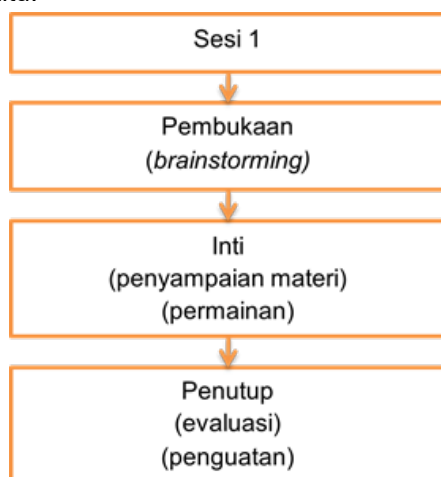 Sesi 1
Pembukaan
(brainstorming)
Inti
(penyampaian materi)
(permainan)
Penutup
(evaluasi)
(penguatan)